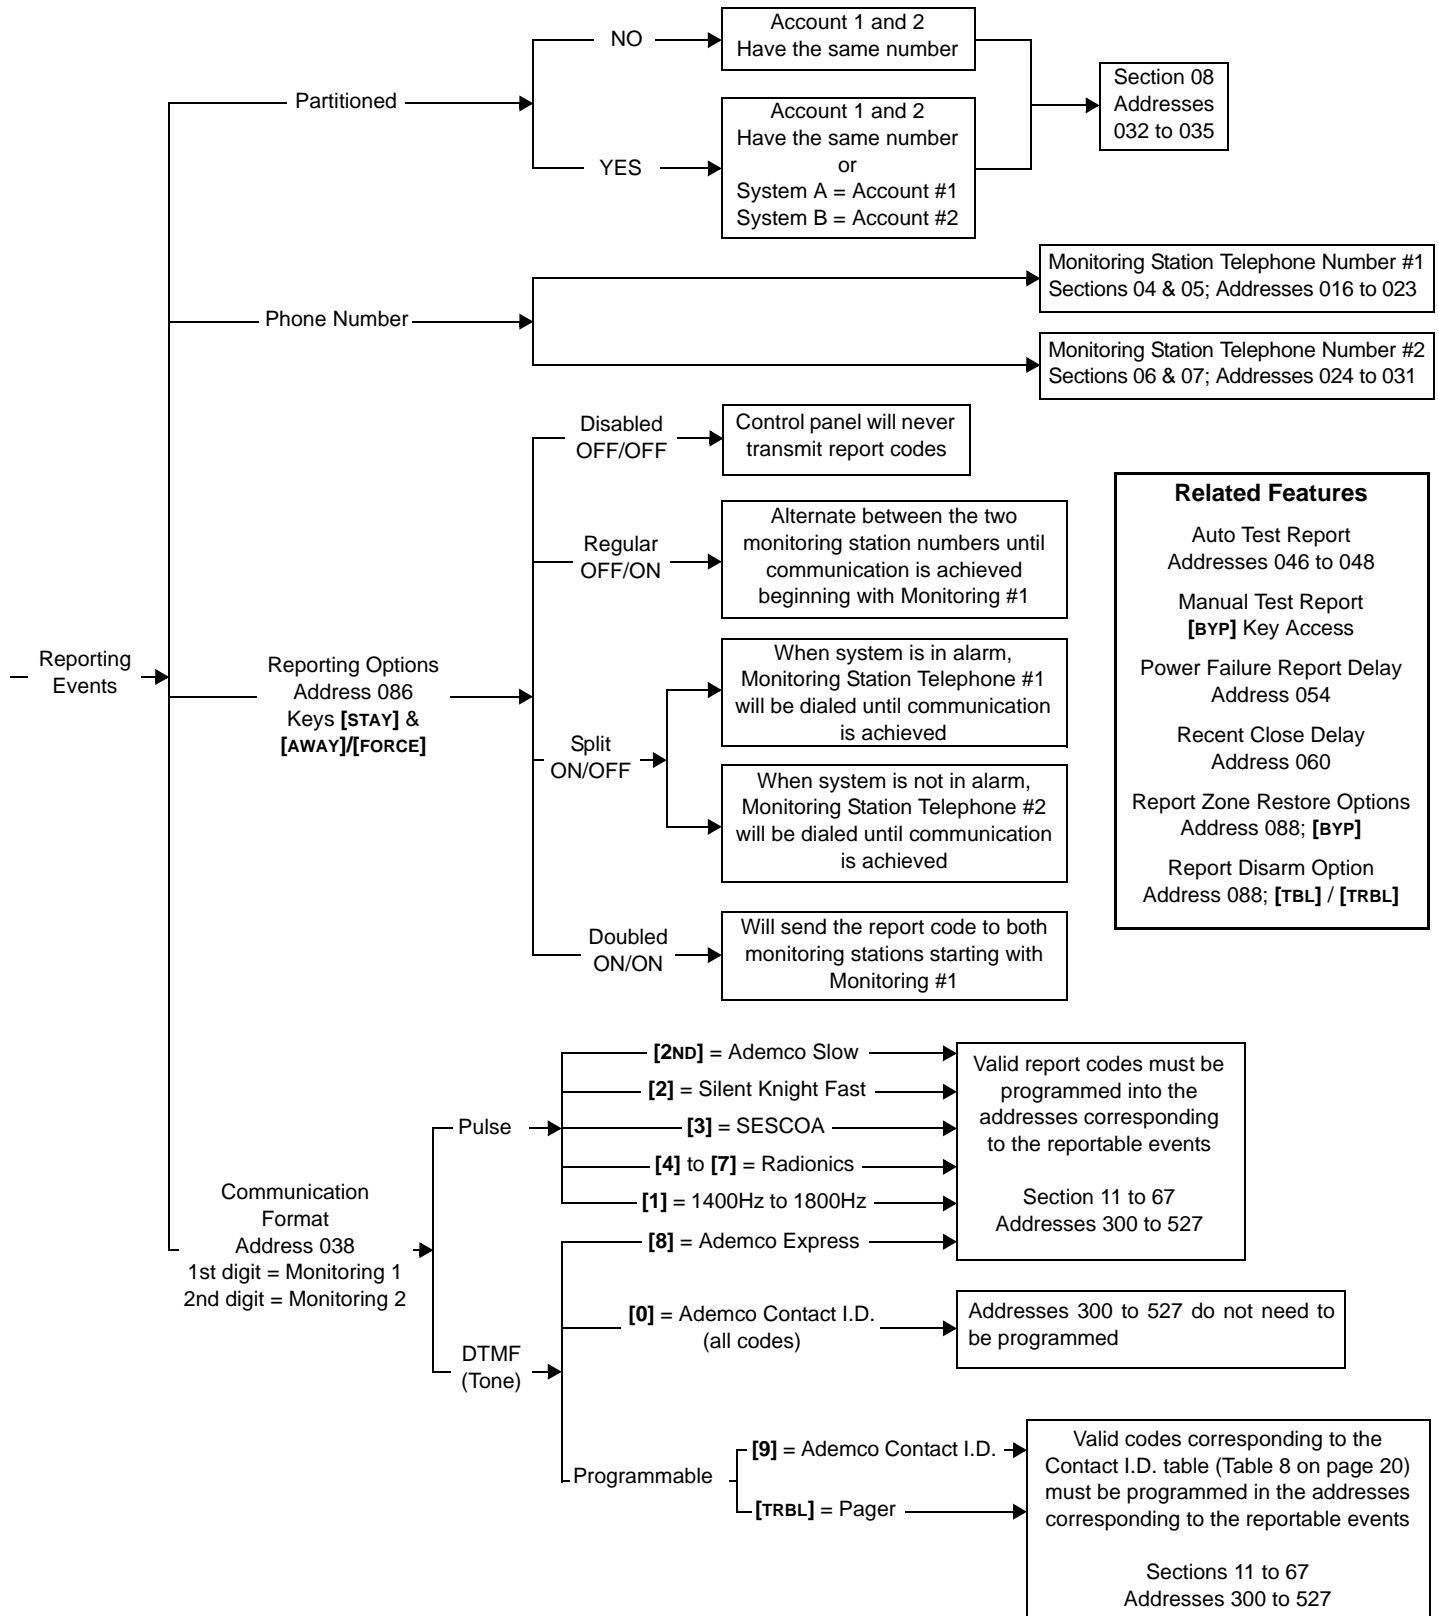 Reporting
Events
Partitioned
NO
Account 1 and 2
Have the same number
YES
Account 1 and 2
Have the same number
or
System A = Account #1
System B = Account #2
Section 08
Addresses
032 to 035
Phone Number
Monitoring Station Telephone Number #1
Sections 04 & 05; Addresses 016 to 023
Monitoring Station Telephone Number #2
Sections 06 & 07; Addresses 024 to 031
Reporting Options
Address 086
Keys [STAY] &
[AWAY]/[FORCE]
Disabled
OFF/OFF
Control panel will never
transmit report codes
Regular
OFF/ON
Alternate between the two
monitoring station numbers until
communication is achieved
beginning with Monitoring #1
Split
ON/OFF
When system is in alarm,
Monitoring Station Telephone #1
will be dialed until communication
is achieved
When system is not in alarm,
Monitoring Station Telephone #2
will be dialed until communication
is achieved
Doubled
ON/ON
Will send the report code to both
monitoring stations starting with
Monitoring #1
Related Features
Auto Test Report
Addresses 046 to 048
Manual Test Report
[BYP] Key Access
Power Failure Report Delay
Address 054
Recent Close Delay
Address 060
Report Zone Restore Options
Address 088; [BYP]
Report Disarm Option
Address 088; [TBL] / [TRBL]
Communication
Format
Address 038
1st digit = Monitoring 1
2nd digit = Monitoring 2
Pulse
[2ND] = Ademco Slow
[2] = Silent Knight Fast
[3] = SESCOA
[4] to [7] = Radionics
[1] = 1400Hz to 1800Hz
DTMF
(Tone)
[8] = Ademco Express
Valid report codes must be
programmed into the
addresses corresponding
to the reportable events
Section 11 to 67
Addresses 300 to 527
[0] = Ademco Contact I.D.
(all codes)
Addresses 300 to 527 do not need to
be programmed
Programmable
[9] = Ademco Contact I.D.
[TRBL] = Pager
Valid codes corresponding to the
Contact I.D. table (Table 8 on page 20)
must be programmed in the addresses
corresponding to the reportable events
Sections 11 to 67
Addresses 300 to 527